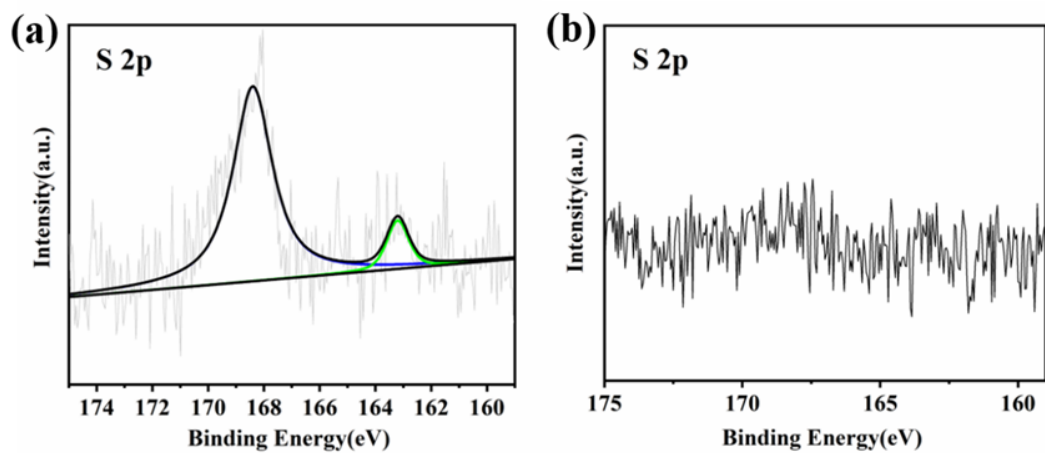 (a)
S 2p
Intensity(a.u.)
174 172 170 168 166 164 162 160
Binding Energy(eV)
(b)
S 2p
Intensity(a.u.)
175 170 165 160
Binding Energy(eV)